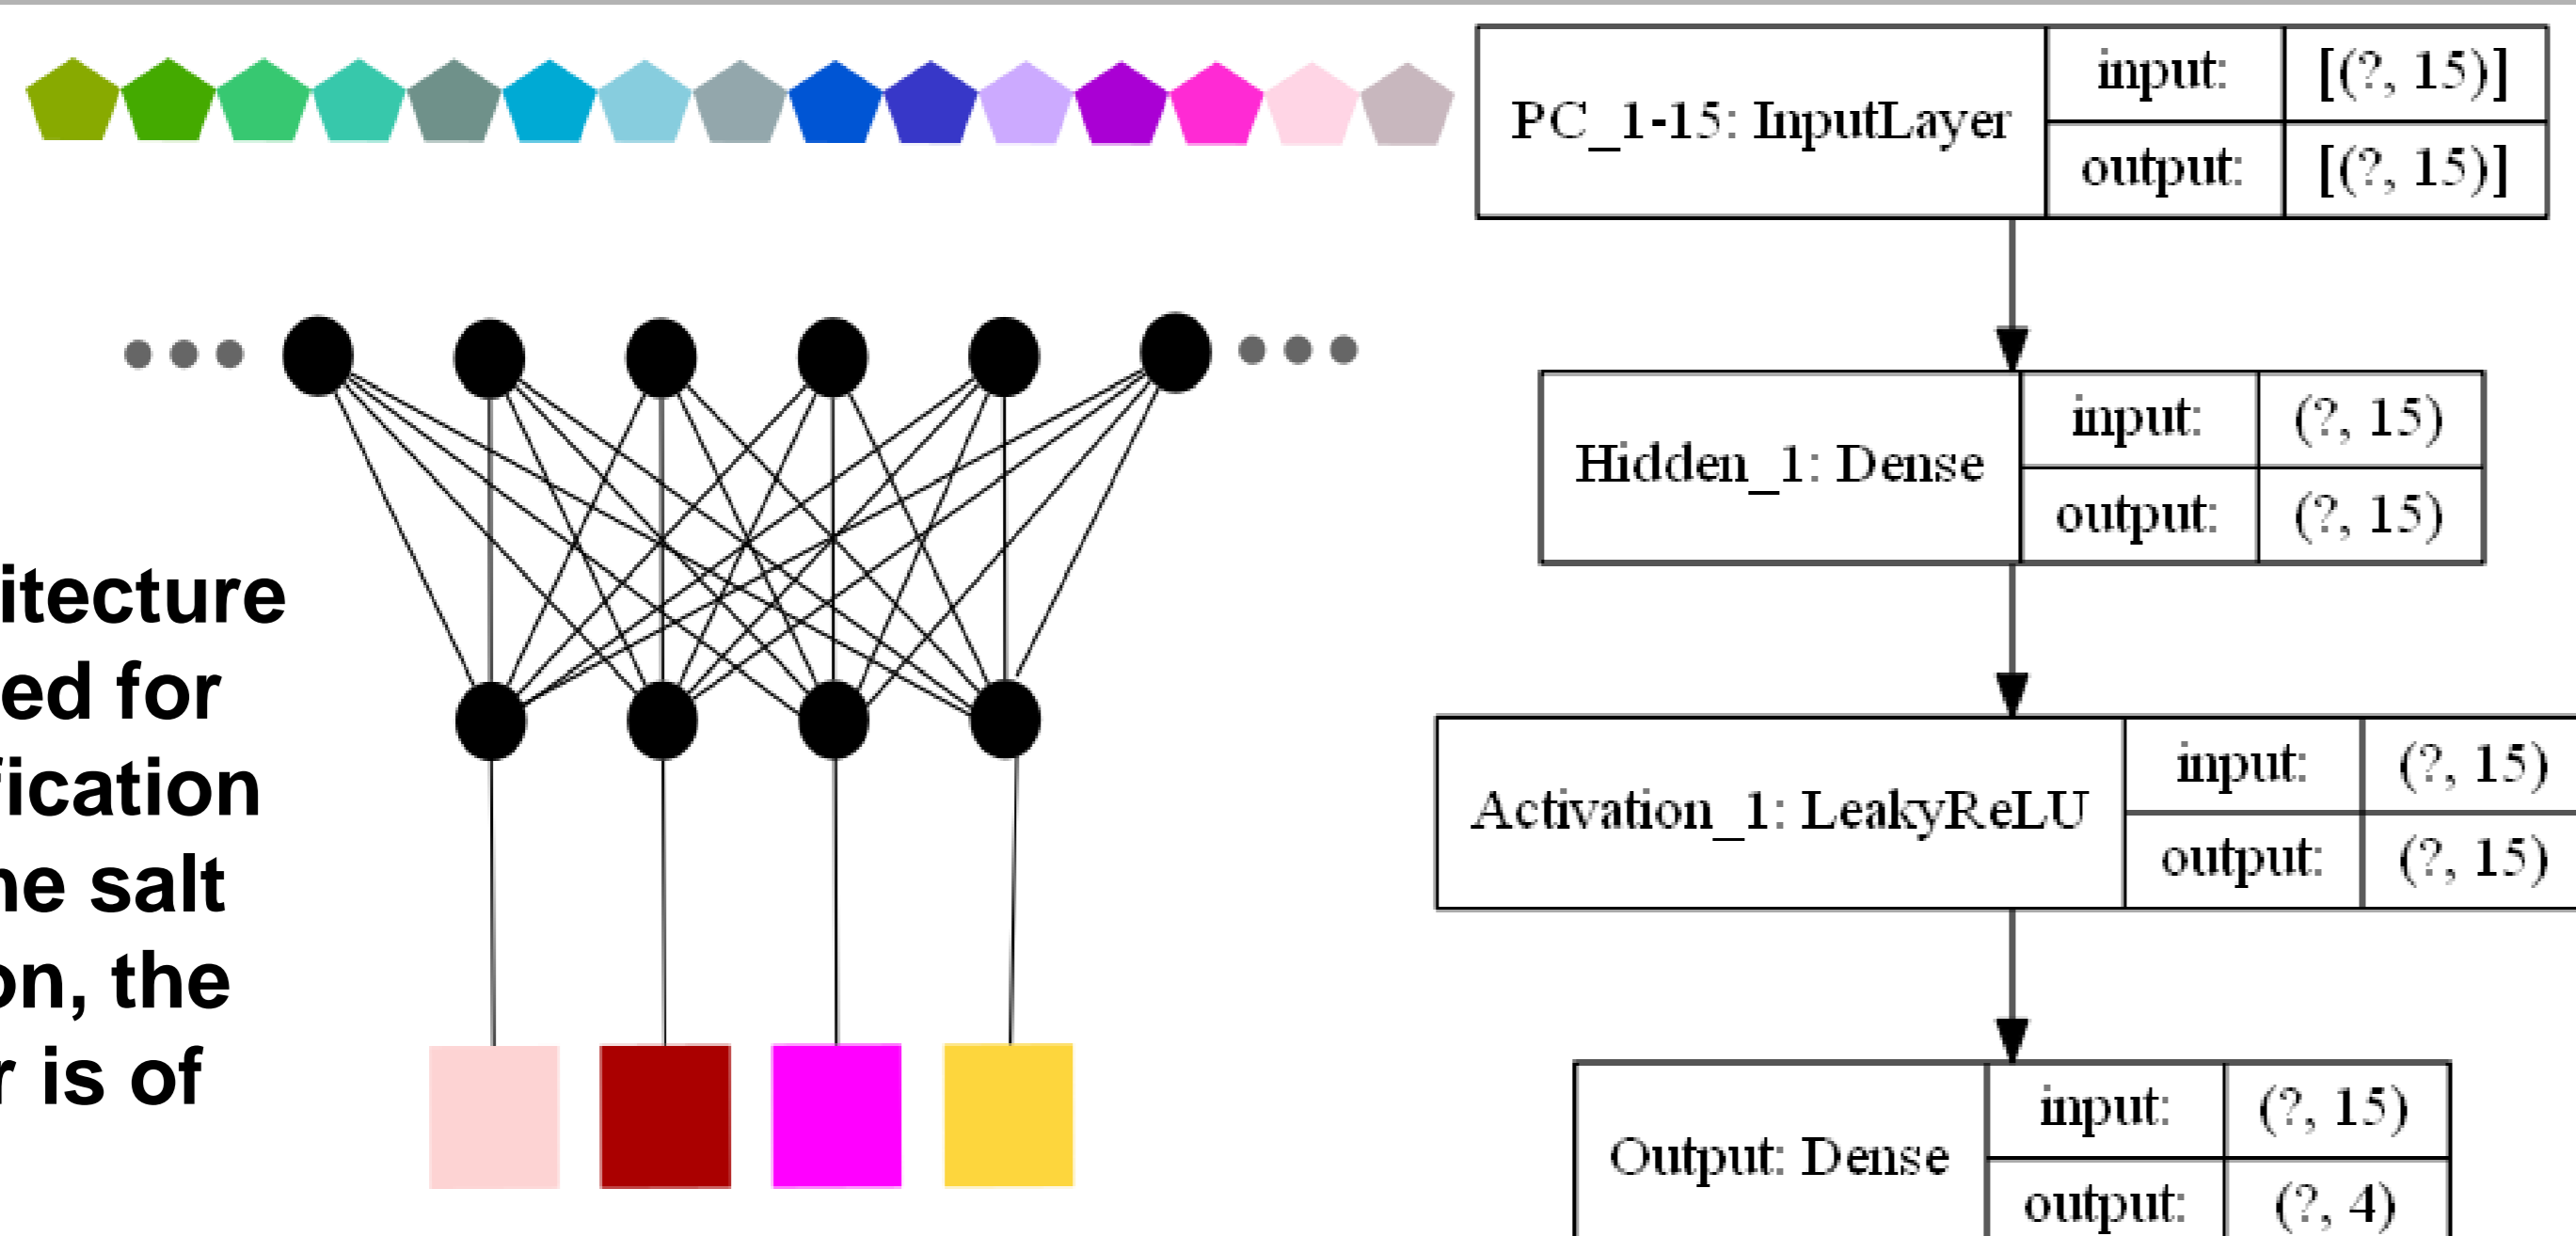 PC_1-15: InputLayer
input: [(?, 15)]
output: [(?, 15)]
Hidden_1: Dense
input: (?, 15)
output: (?, 15)
Activation_1: LeakyReLU
input: (?, 15)
output: (?, 15)
Output: Dense
input: (?, 15)
output: (?, 4)
itecture
ed for
fication
ne salt
on, the
r is of